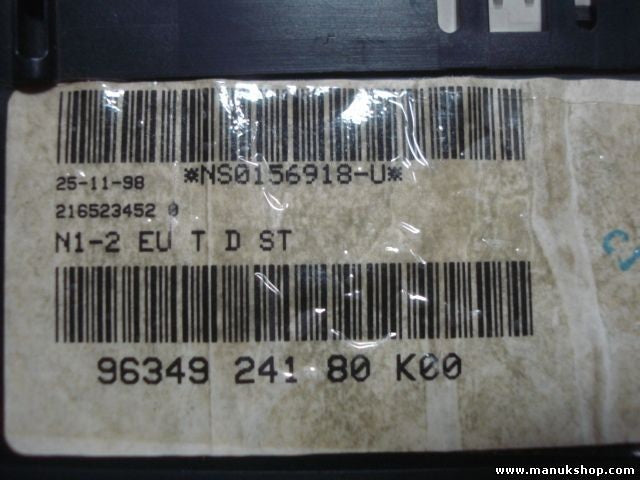 *NS0156918-U*
25-11-98
216523452 0
N1-2 EU T D ST
96349 241 80 K00
www.manukshop.com